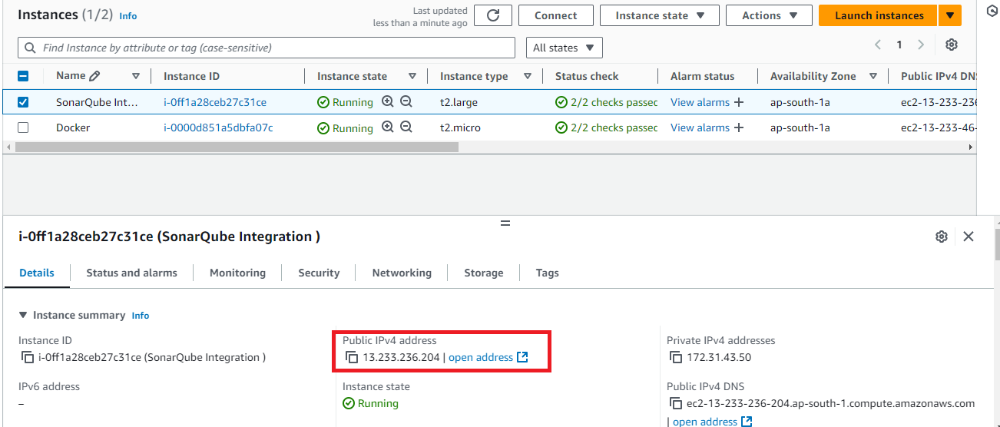 Instances (1/2) Info
Last updated
less than a minute ago
Connect
Instance state
Actions
Launch instances
Find Instance by attribute or tag (case-sensitive)
All states
1
Name Instance ID Instance state Instance type Status check Alarm status Availability Zone Public IPv4 DNS
SonarQube Int... i-0ff1a28ceb27c31ce Running t2.large 2/2 checks passec View alarms + ap-south-1a ec2-13-233-236
Docker i-0000d851a5dbfa07c Running t2.micro 2/2 checks passec View alarms + ap-south-1a ec2-13-233-46-
i-0ff1a28ceb27c31ce (SonarQube Integration )
Details Status and alarms Monitoring Security Networking Storage Tags
Instance summary Info
Instance ID
i-0ff1a28ceb27c31ce (SonarQube Integration )
Public IPv4 address
13.233.236.204 | open address
Private IPv4 addresses
172.31.43.50
IPv6 address
–
Instance state
Running
Public IPv4 DNS
ec2-13-233-236-204.ap-south-1.compute.amazonaws.com
| open address